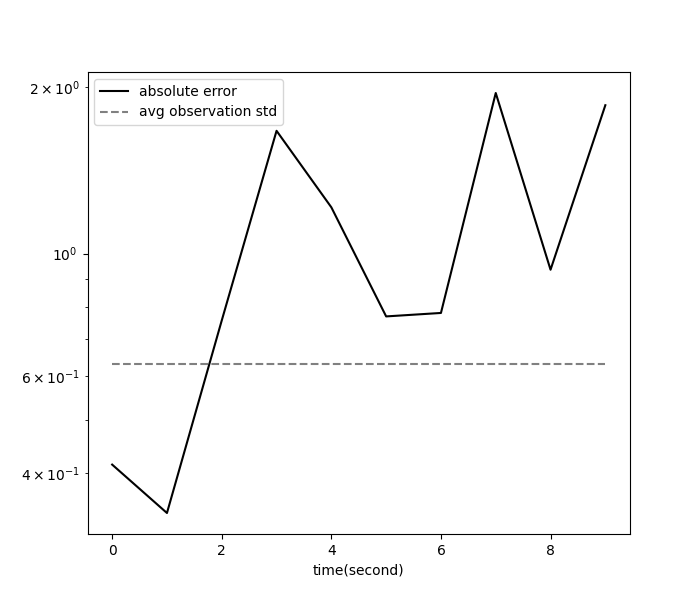 absolute error
avg observation std
2 × 10⁰
10⁰
6 × 10⁻¹
4 × 10⁻¹
0 2 4 6 8
time(second)